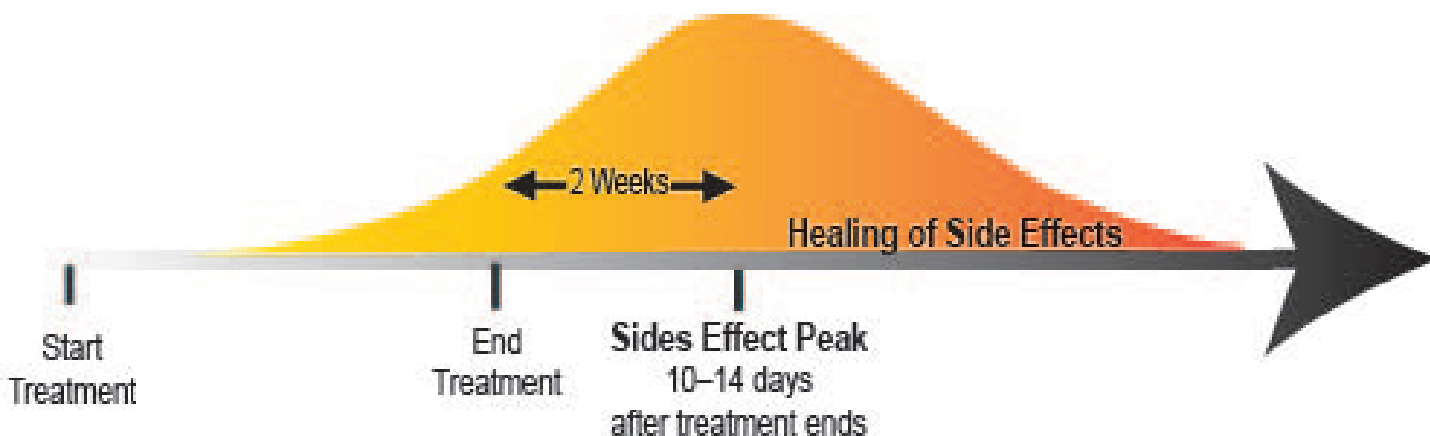 2 Weeks
Healing of Side Effects
Start
Treatment
End
Treatment
Sides Effect Peak
10–14 days
after treatment ends